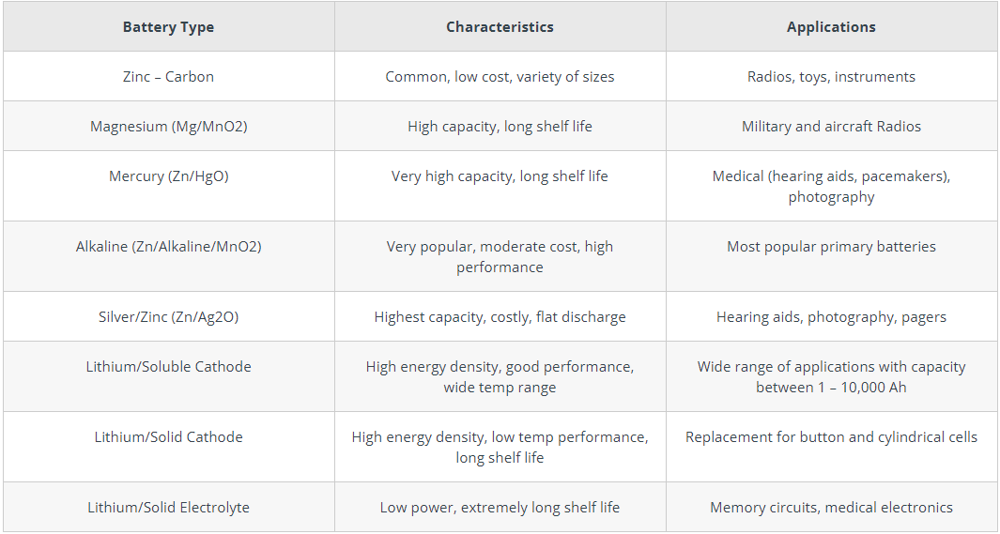 Battery Type Characteristics Applications
Zinc – Carbon Common, low cost, variety of sizes Radios, toys, instruments
Magnesium (Mg/MnO2) High capacity, long shelf life Military and aircraft Radios
Mercury (Zn/HgO) Very high capacity, long shelf life Medical (hearing aids, pacemakers),
photography
Alkaline (Zn/Alkaline/MnO2) Very popular, moderate cost, high Most popular primary batteries
performance
Silver/Zinc (Zn/Ag2O) Highest capacity, costly, flat discharge Hearing aids, photography, pagers
Lithium/Soluble Cathode High energy density, good performance, Wide range of applications with capacity
wide temp range between 1 – 10,000 Ah
Lithium/Solid Cathode High energy density, low temp performance, Replacement for button and cylindrical cells
long shelf life
Lithium/Solid Electrolyte Low power, extremely long shelf life Memory circuits, medical electronics